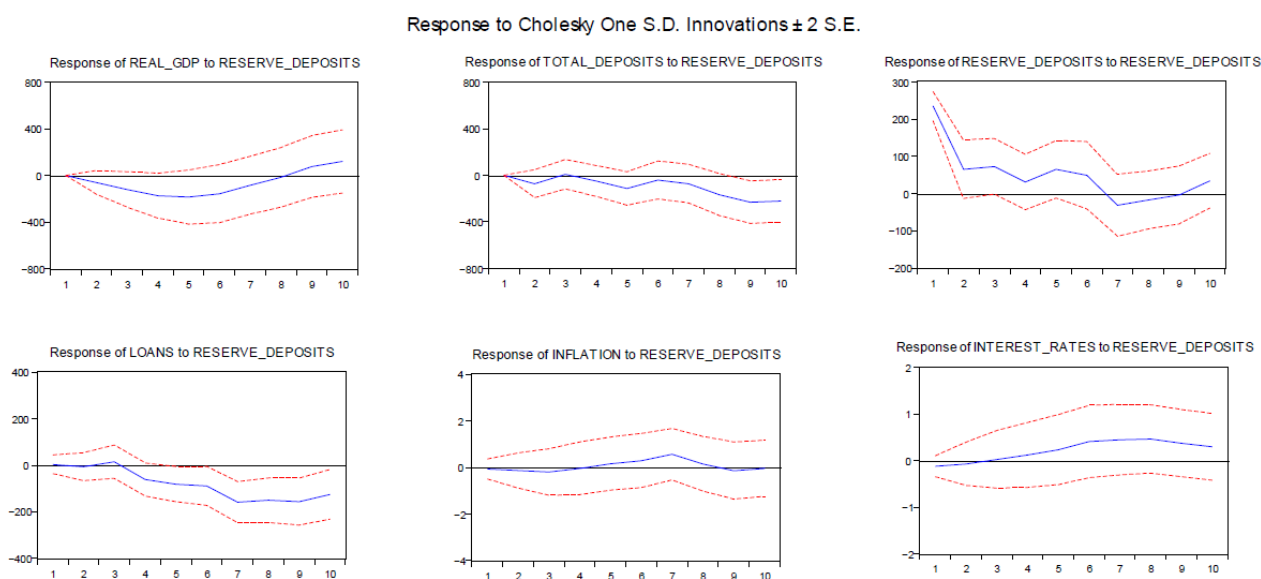 Response to Cholesky One S.D. Innovations ± 2 S.E.
Response of REAL_GDP to RESERVE_DEPOSITS
800
400
0
−400
−800
1 2 3 4 5 6 7 8 9 10
Response of TOTAL_DEPOSITS to RESERVE_DEPOSITS
800
400
0
−400
−800
1 2 3 4 5 6 7 8 9 10
Response of RESERVE_DEPOSITS to RESERVE_DEPOSITS
300
200
100
0
−100
−200
1 2 3 4 5 6 7 8 9 10
Response of LOANS to RESERVE_DEPOSITS
400
200
0
−200
−400
1 2 3 4 5 6 7 8 9 10
Response of INFLATION to RESERVE_DEPOSITS
4
2
0
−2
−4
1 2 3 4 5 6 7 8 9 10
Response of INTEREST_RATES to RESERVE_DEPOSITS
2
1
0
−1
−2
1 2 3 4 5 6 7 8 9 10